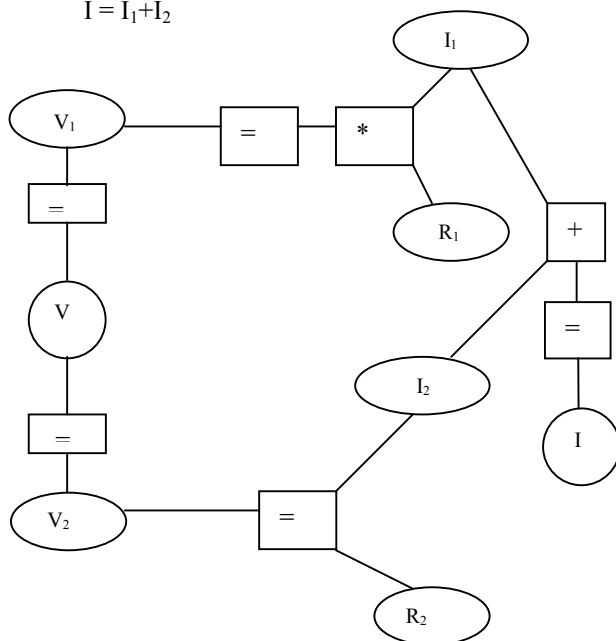 I = I₁+I₂
I₁
V₁
=
*
=
R₁
+
V
=
I₂
=
I
V₂
=
R₂